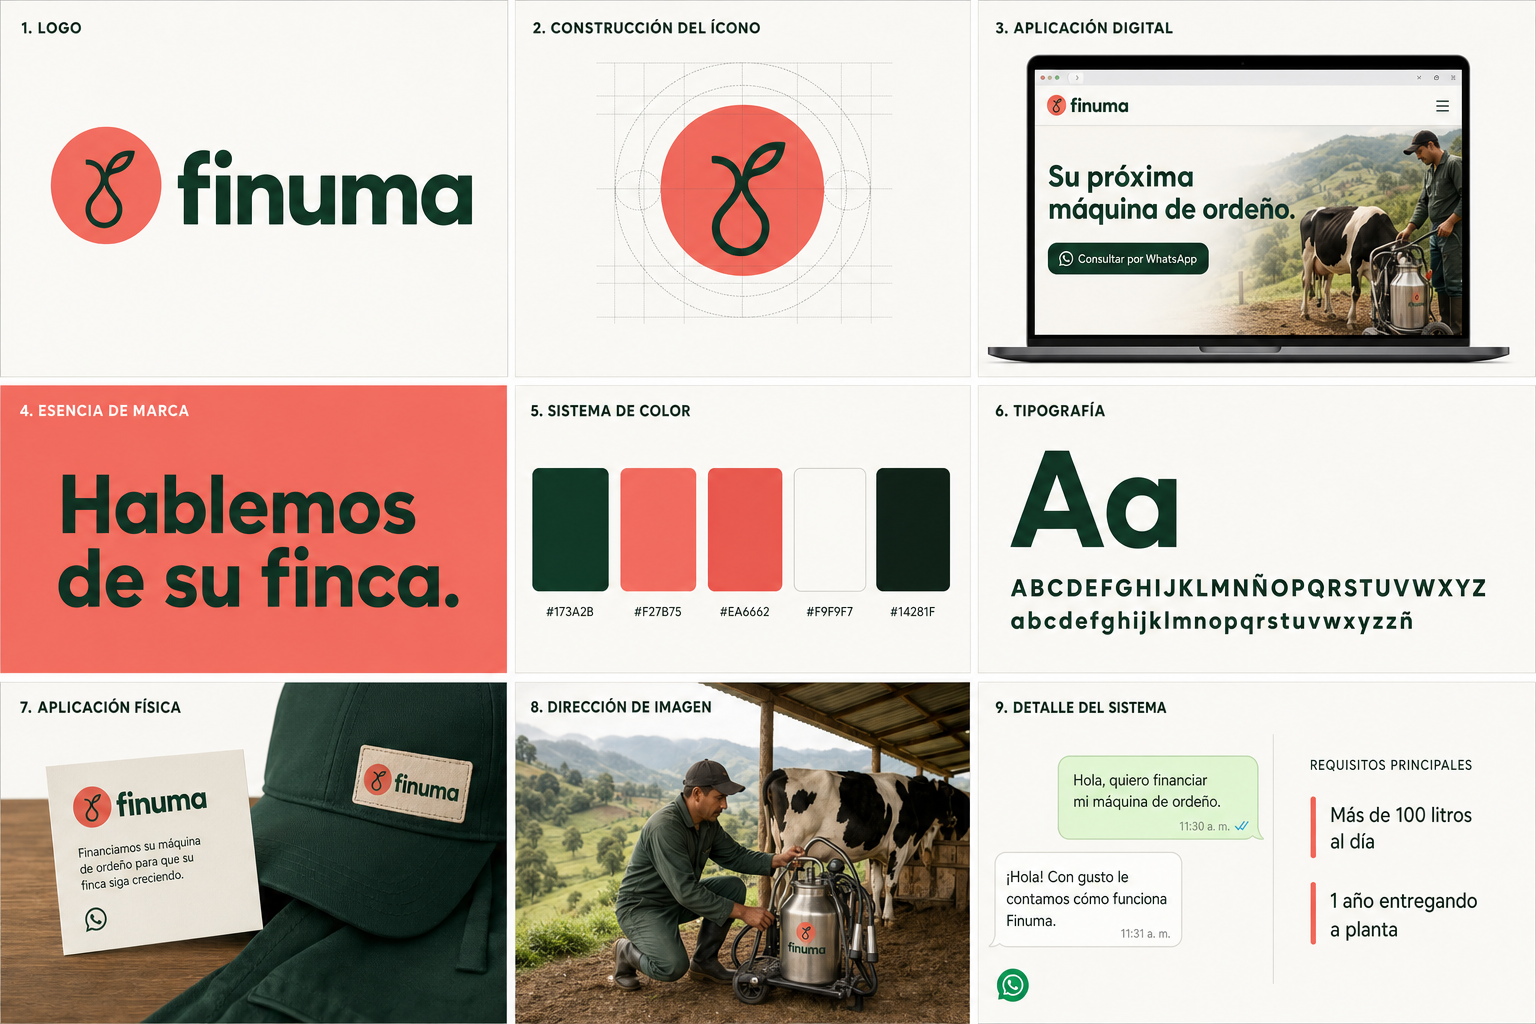 1. LOGO
finuma
2. CONSTRUCCIÓN DEL ÍCONO
3. APLICACIÓN DIGITAL
finuma
Su próxima
máquina de ordeño.
Consultar por WhatsApp
4. ESENCIA DE MARCA
Hablemos
de su finca.
5. SISTEMA DE COLOR
#173A2B
#F27B75
#EA6662
#F9F9F7
#14281F
6. TIPOGRAFÍA
Aa
ABCDEFGHIJKLMNÑOPQRSTUVWXYZ
abcdefghijklmnopqrstuvwxyzzñ
7. APLICACIÓN FÍSICA
finuma
Financiamos su máquina
de ordeño para que su
finca siga creciendo.
finuma
8. DIRECCIÓN DE IMAGEN
finuma
9. DETALLE DEL SISTEMA
Hola, quiero financiar
mi máquina de ordeño.
11:30 a. m.
¡Hola! Con gusto le
contamos cómo funciona
Finuma.
11:31 a. m.
REQUISITOS PRINCIPALES
Más de 100 litros
al día
1 año entregando
a planta